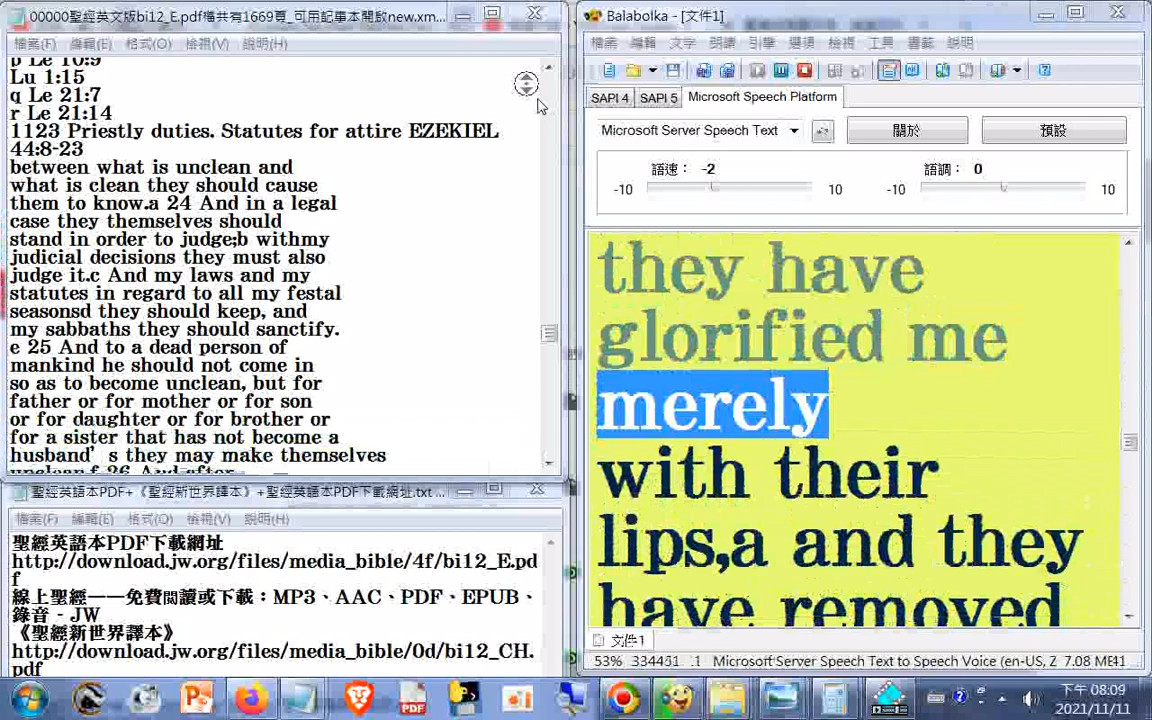 00000聖經英文版bi12_E.pdf檔共有1669頁_可用記事本開啟new.xm...
檔案(F) 編輯(E) 格式(O) 檢視(V) 說明(H)
p Le 10:9
Lu 1:15
q Le 21:7
r Le 21:14
1123 Priestly duties. Statutes for attire EZEKIEL
44:8-23
between what is unclean and
what is clean they should cause
them to know.a 24 And in a legal
case they themselves should
stand in order to judge;b withmy
judicial decisions they must also
judge it.c And my laws and my
statutes in regard to all my festal
seasonsd they should keep, and
my sabbaths they should sanctify.
e 25 And to a dead person of
mankind he should not come in
so as to become unclean, but for
father or for mother or for son
or for daughter or for brother or
for a sister that has not become a
husband's they may make themselves
unclean.f 26 And after
聖經英語本PDF+《聖經新世界譯本》+聖經英語本PDF下載網址.txt ...
檔案(F) 編輯(E) 格式(O) 檢視(V) 說明(H)
聖經英語本PDF下載網址
http://download.jw.org/files/media_bible/4f/bi12_E.pd
f
線上聖經——免費閱讀或下載：MP3、AAC、PDF、EPUB、
錄音 - JW
《聖經新世界譯本》
http://download.jw.org/files/media_bible/0d/bi12_CH.
pdf
Balabolka - [文件1]
檔案 編輯 文字 朗讀 引擎 選項 檢視 工具 書籤 說明
SAPI 4 SAPI 5 Microsoft Speech Platform
Microsoft Server Speech Text 關於 預設
語速： -2 語調： 0
-10 10 -10 10
they have
glorified me
merely
with their
lips,a and they
have removed
文件1
53% 334451 Microsoft Server Speech Text to Speech Voice (en-US, Z 7.08 ME41
下午 08:09
2021/11/11